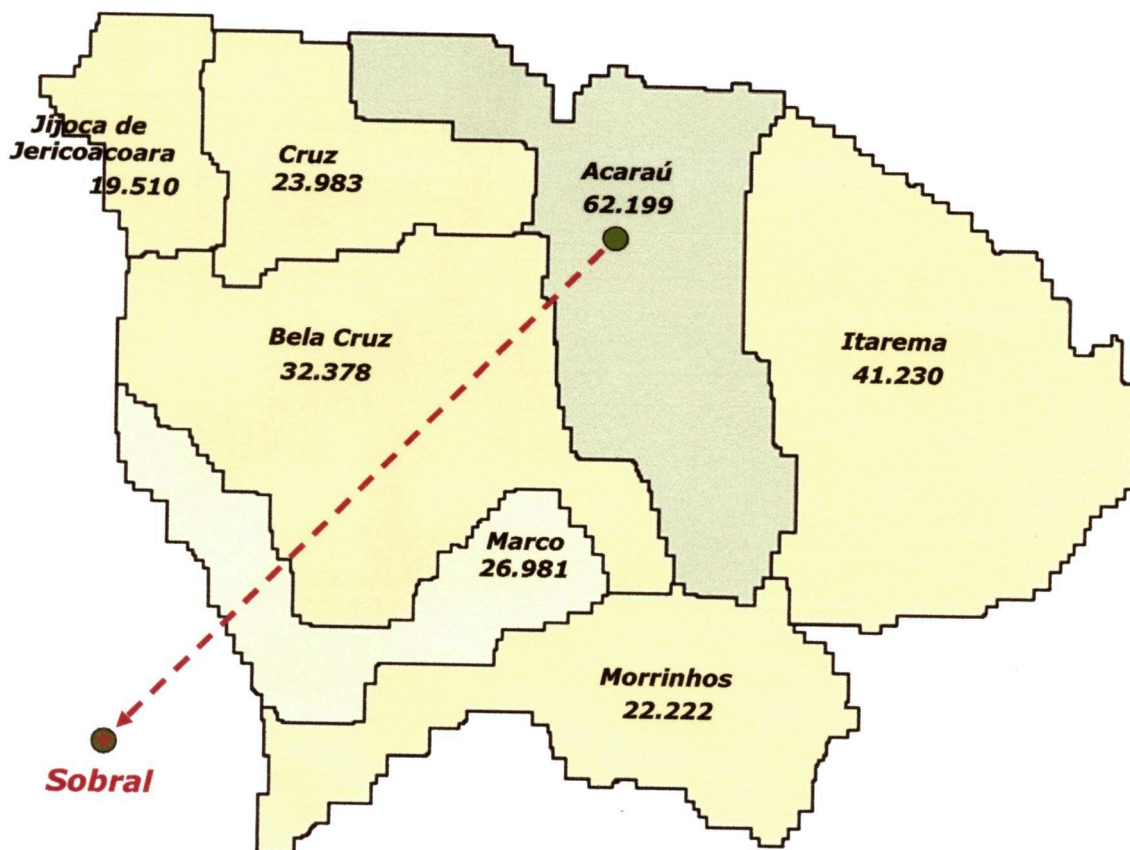 Jijoca de
Jericoacoara
19.510
Cruz
23.983
Acaraú
62.199
Bela Cruz
32.378
Itarema
41.230
Marco
26.981
Morrinhos
22.222
Sobral